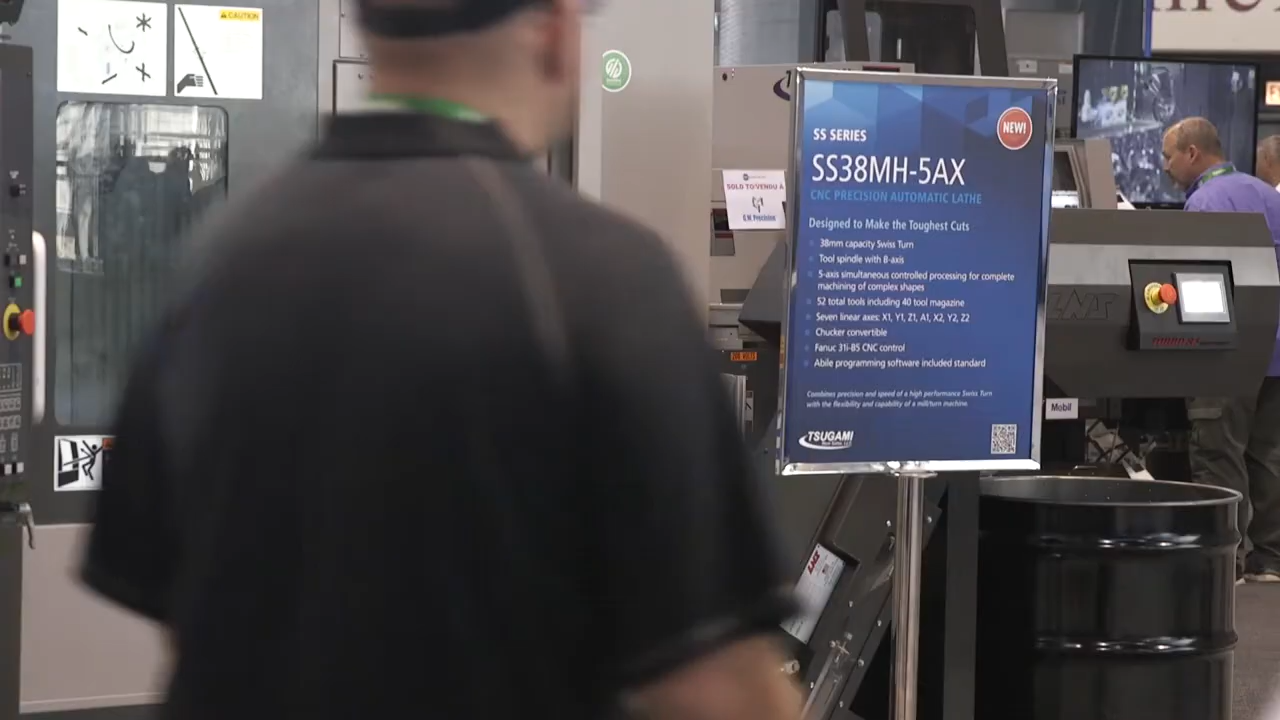 CAUTION
SS SERIES
NEW!
SS38MH-5AX
CNC PRECISION AUTOMATIC LATHE
Designed to Make the Toughest Cuts
38mm capacity Swiss Turn
Tool spindle with B-axis
5-axis simultaneous controlled processing for complete
machining of complex shapes
52 total tools including 40 tool magazine
Seven linear axes: X1, Y1, Z1, A1, X2, Y2, Z2
Chucker convertible
Fanuc 31i-B5 CNC control
Abile programming software included standard
Combines precision and speed of a high performance Swiss Turn
with the flexibility and capability of a mill/turn machine.
TSUGAMI
SOLD TO/VENDU À
Mobil
LNS